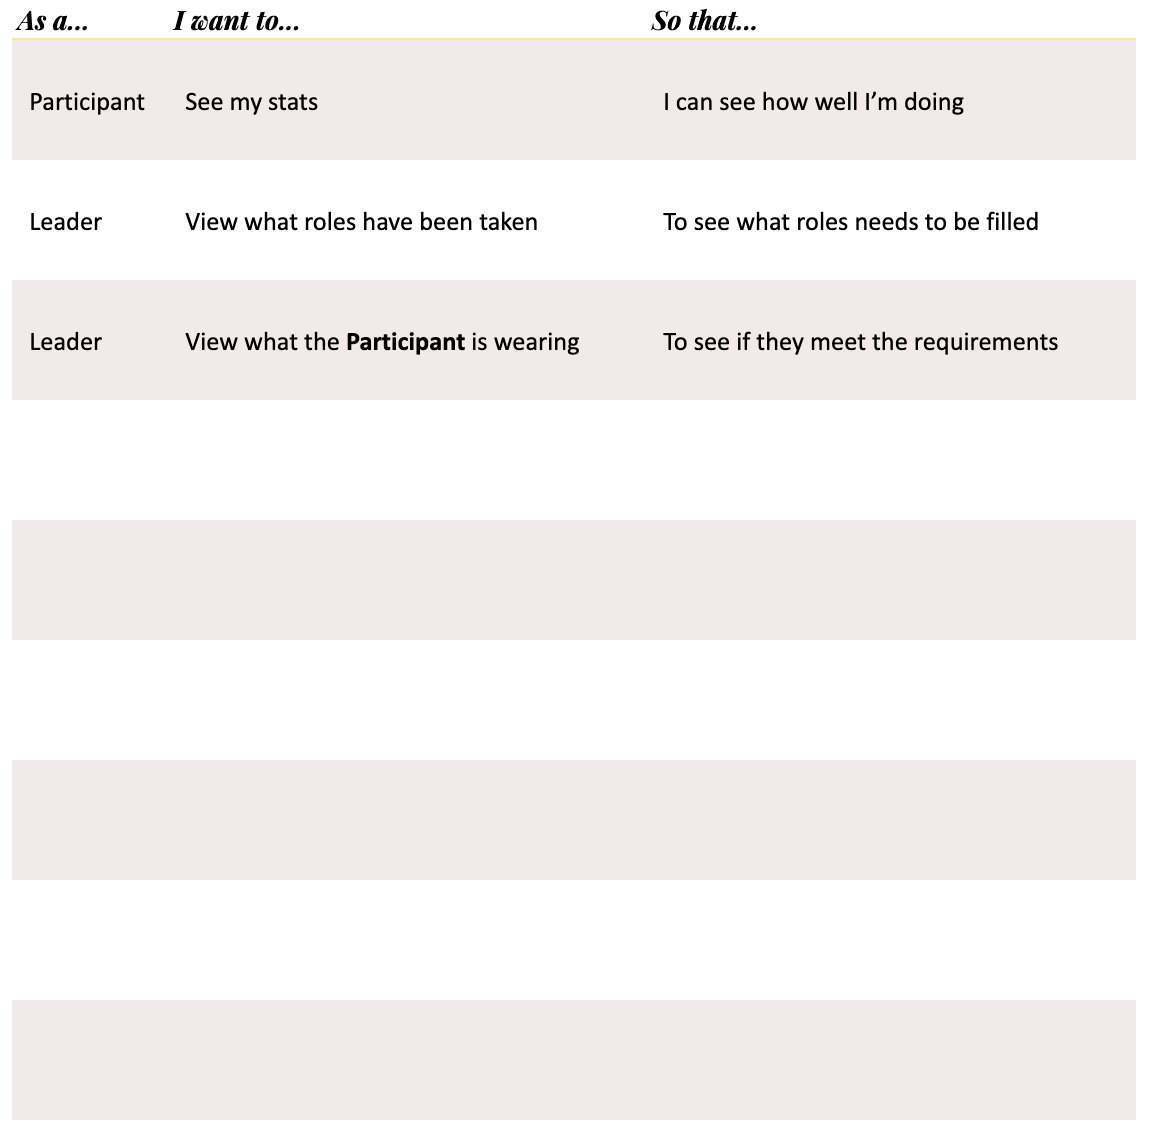 As a... I want to... So that...
Participant See my stats I can see how well I’m doing
Leader View what roles have been taken To see what roles needs to be filled
Leader View what the Participant is wearing To see if they meet the requirements